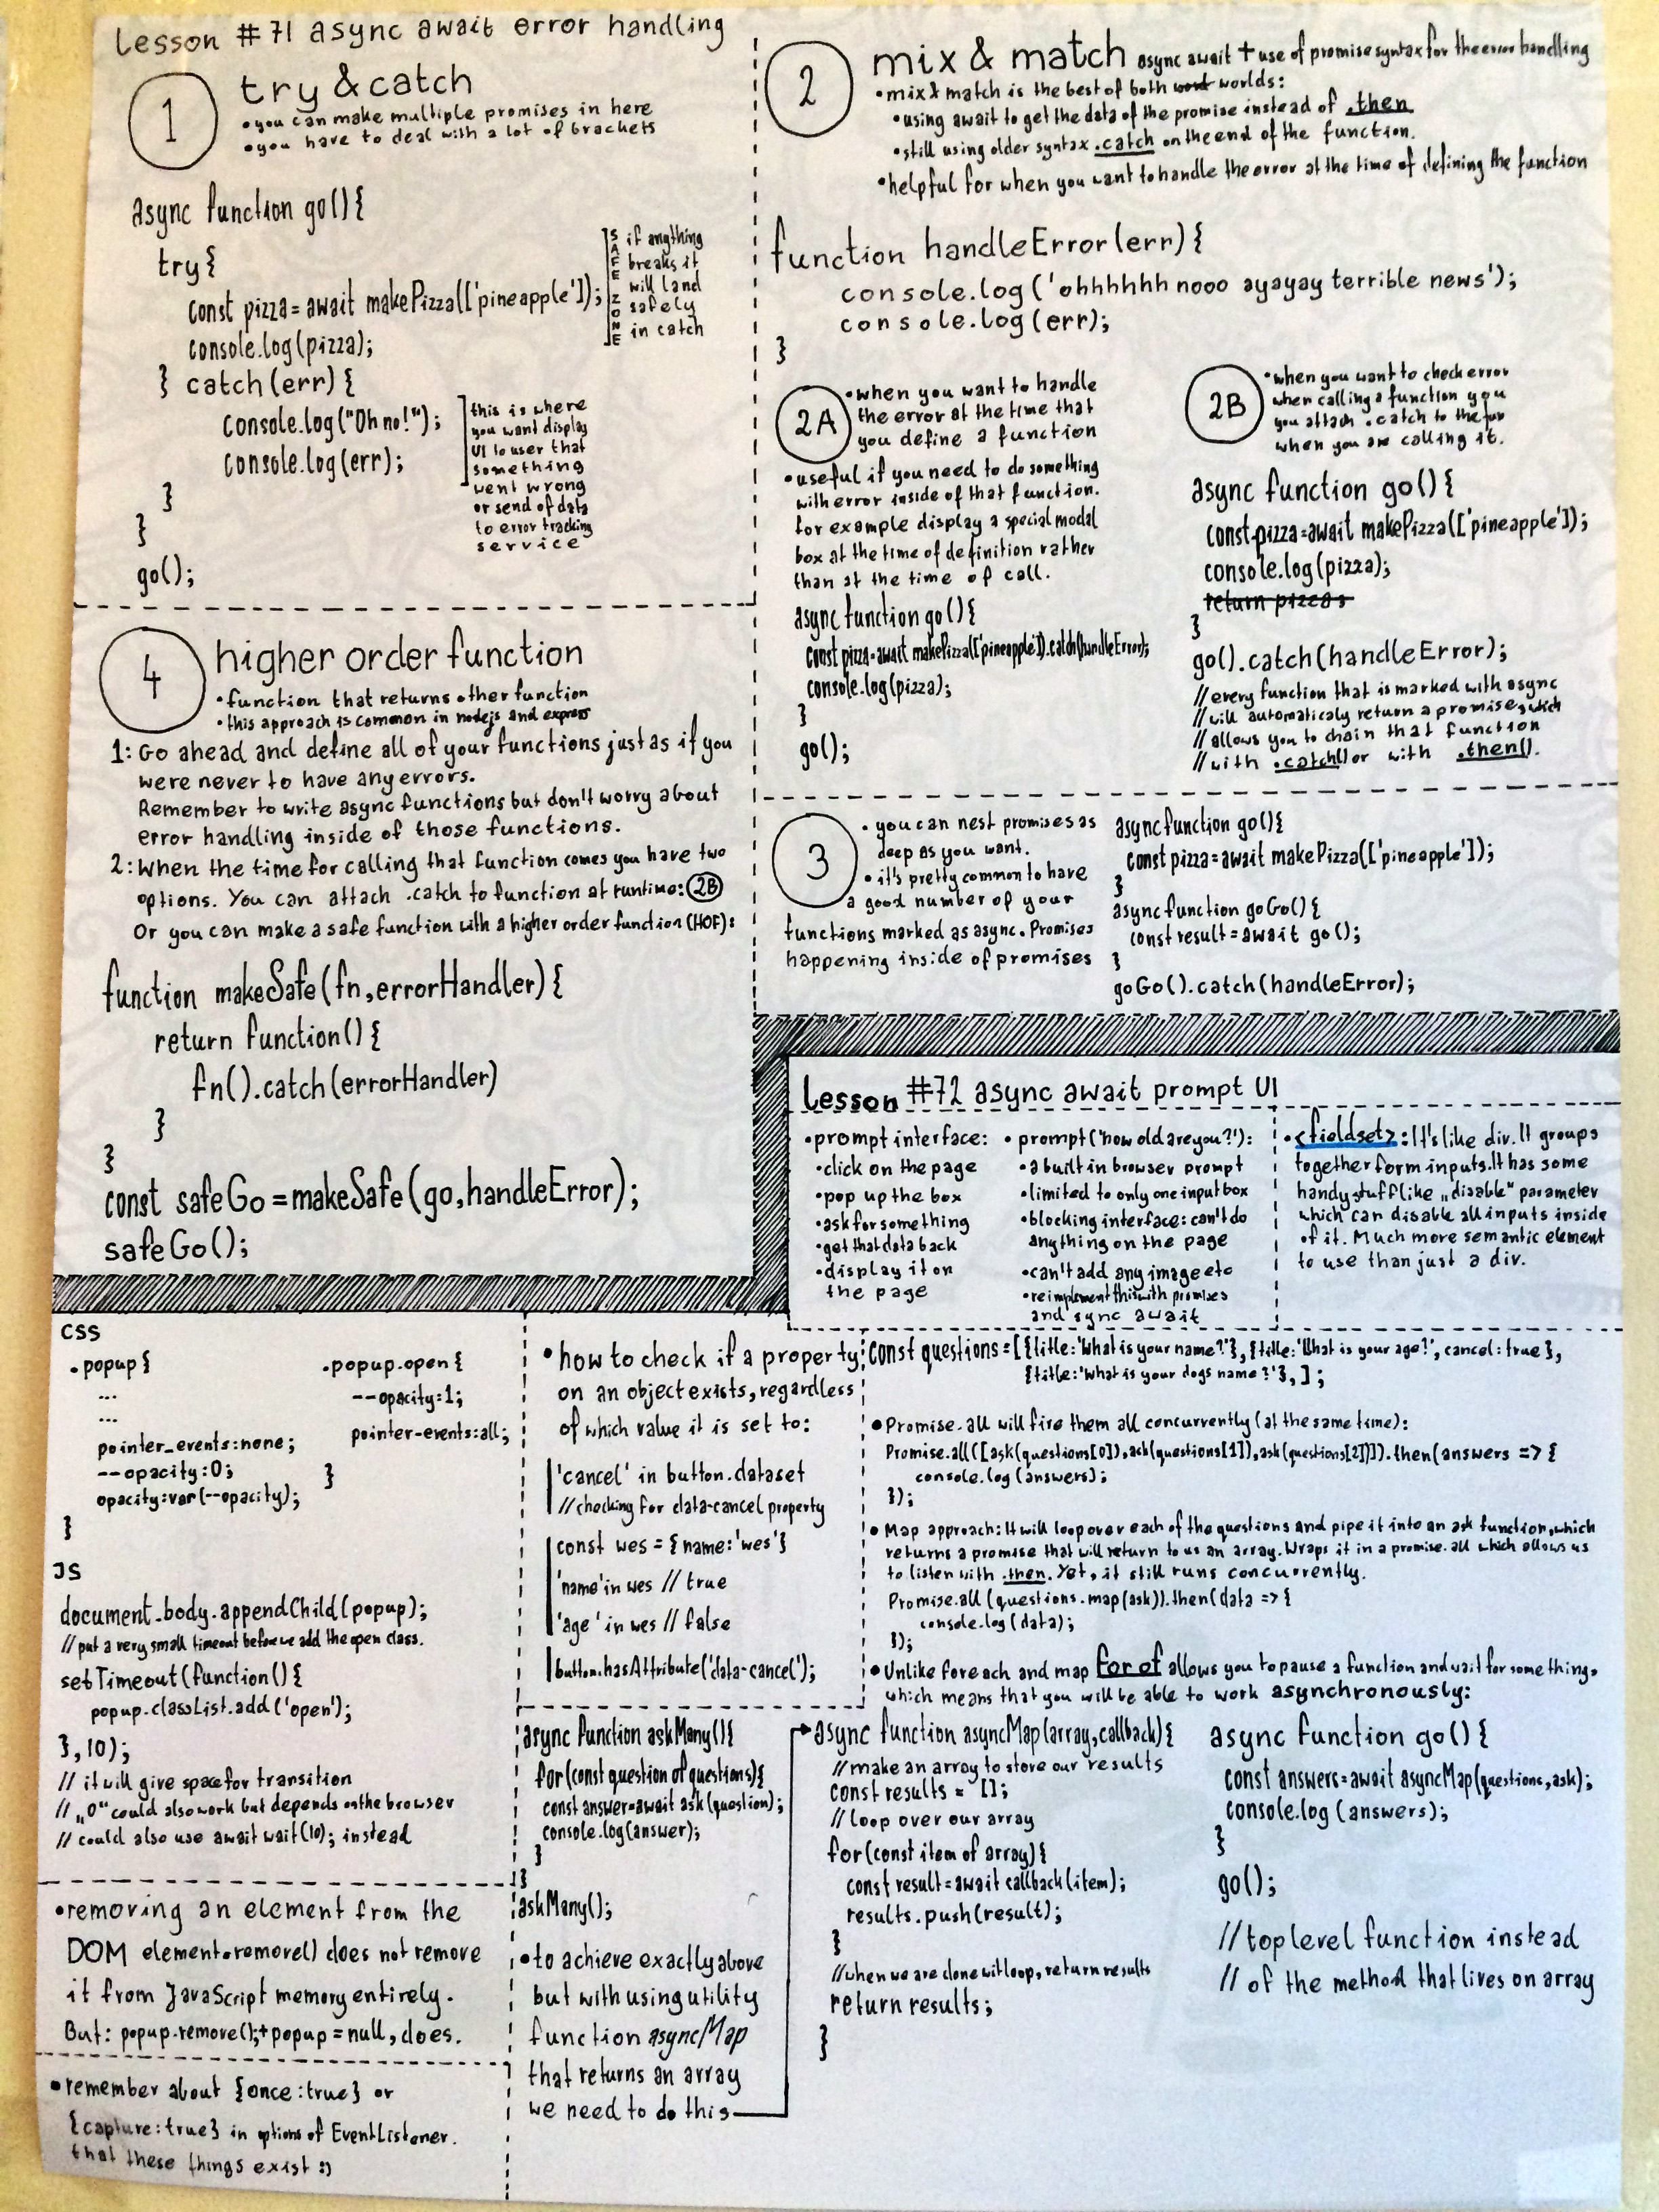 Lesson #71 async await error handling
1
try & catch
•you can make multiple promises in here
•you have to deal with a lot of brackets
async function go(){
try{
const pizza = await makePizza(['pineapple']);
console.log(pizza);
} catch(err) {
console.log("Oh no!");
console.log(err);
}
}
go();
SAFE ZONE
if anything
breaks it
will land
safely
in catch
this is where
you want display
UI to user that
something
went wrong
or send of data
to error tracking
service
2
mix & match async await + use of promise syntax for the error handling
•mix & match is the best of both worlds:
•using await to get the data of the promise instead of .then
•still using older syntax .catch on the end of the function.
•helpful for when you want to handle the error at the time of defining the function
function handleError(err){
console.log('ohhhhhh nooo ayayay terrible news');
console.log(err);
}
2A
•when you want to handle
the error at the time that
you define a function
•useful if you need to do something
with error inside of that function.
for example display a special modal
box at the time of definition rather
than at the time of call.
async function go(){
const pizza=await makePizza(['pineapple']).catch(handleError);
console.log(pizza);
}
go();
2B
•when you want to check error
when calling a function you
you attach .catch to the fun
when you are calling it.
async function go(){
const pizza=await makePizza(['pineapple']);
console.log(pizza);
return pizzas
}
go().catch(handleError);
//every function that is marked with async
//will automaticaly return a promise, which
//allows you to chain that function
//with .catch() or with .then().
3
•you can nest promises as
deep as you want.
•it's pretty common to have
a good number of your
functions marked as async. Promises
happening inside of promises
async function go(){
const pizza=await makePizza(['pineapple']);
}
async function goGo(){
const result=await go();
}
goGo().catch(handleError);
4
higher order function
•function that returns other function
•this approach is common in nodejs and express
1: Go ahead and define all of your functions just as if you
were never to have any errors.
Remember to write async functions but don't worry about
error handling inside of those functions.
2: When the time for calling that function comes you have two
options. You can attach .catch to function at runtime: 2B
Or you can make a safe function with a higher order function (HOF):
function makeSafe(fn,errorHandler){
return function(){
fn().catch(errorHandler)
}
}
const safeGo = makeSafe(go,handleError);
safeGo();
Lesson #72 async await prompt UI
•prompt interface:
•click on the page
•pop up the box
•ask for something
•get that data back
•display it on
the page
•prompt('how old are you?'):
•a built in browser prompt
•limited to only one input box
•blocking interface: can't do
anything on the page
•can't add any image etc
•reimplement this with promises
and sync await
•<fieldset>: It's like div. It groups
together form inputs. It has some
handy stuff like „disable" parameter
which can disable all inputs inside
of it. Much more semantic element
to use than just a div.
CSS
.popup{
...
...
pointer_events:none;
--opacity:0;
opacity:var(--opacity);
}
.popup.open{
--opacity:1;
pointer-events:all;
}
JS
document.body.appendChild(popup);
//put a very small timeout before we add the open class.
setTimeout(function(){
popup.classList.add('open');
},10);
// it will give space for transition
// „0" could also work but depends on the browser
// could also use await wait(10); instead
•removing an element from the
DOM element.remove() does not remove
it from JavaScript memory entirely.
But: popup.remove();+popup=null, does.
•remember about {once:true} or
{capture:true} in options of EventListener.
that these things exist :)
•how to check if a property
on an object exists, regardless
of which value it is set to:
'cancel' in button.dataset
//checking for data-cancel property
const wes = {name:'wes'}
'name' in wes // true
'age' in wes // false
button.hasAttribute('data-cancel');
const questions=[{title:'What is your name?'}, {title:'What is your age?', cancel:true},
{title:'what is your dogs name?'},];
•Promise.all will fire them all concurrently (at the same time):
Promise.all([ask(questions[0]),ask(questions[1]),ask(questions[2])]).then(answers => {
console.log(answers);
});
•Map approach: It will loop over each of the questions and pipe it into an ask function, which
returns a promise that will return to us an array. Wraps it in a promise.all which allows us
to listen with .then. Yet, it still runs concurrently.
Promise.all(questions.map(ask)).then(data => {
console.log(data);
});
•Unlike foreach and map for of allows you to pause a function and wait for something,
which means that you will be able to work asynchronously:
async function askMany(){
for(const question of questions){
const answer=await ask(question);
console.log(answer);
}
}
askMany();
•to achieve exactly above
but with using utility
function asyncMap
that returns an array
we need to do this
async function asyncMap(array,callback){
//make an array to store our results
const results = [];
//loop over our array
for(const item of array){
const result=await callback(item);
results.push(result);
}
//when we are done wit loop, return results
return results;
}
async function go(){
const answers=await asyncMap(questions,ask);
console.log(answers);
}
go();
//top level function instead
// of the method that lives on array